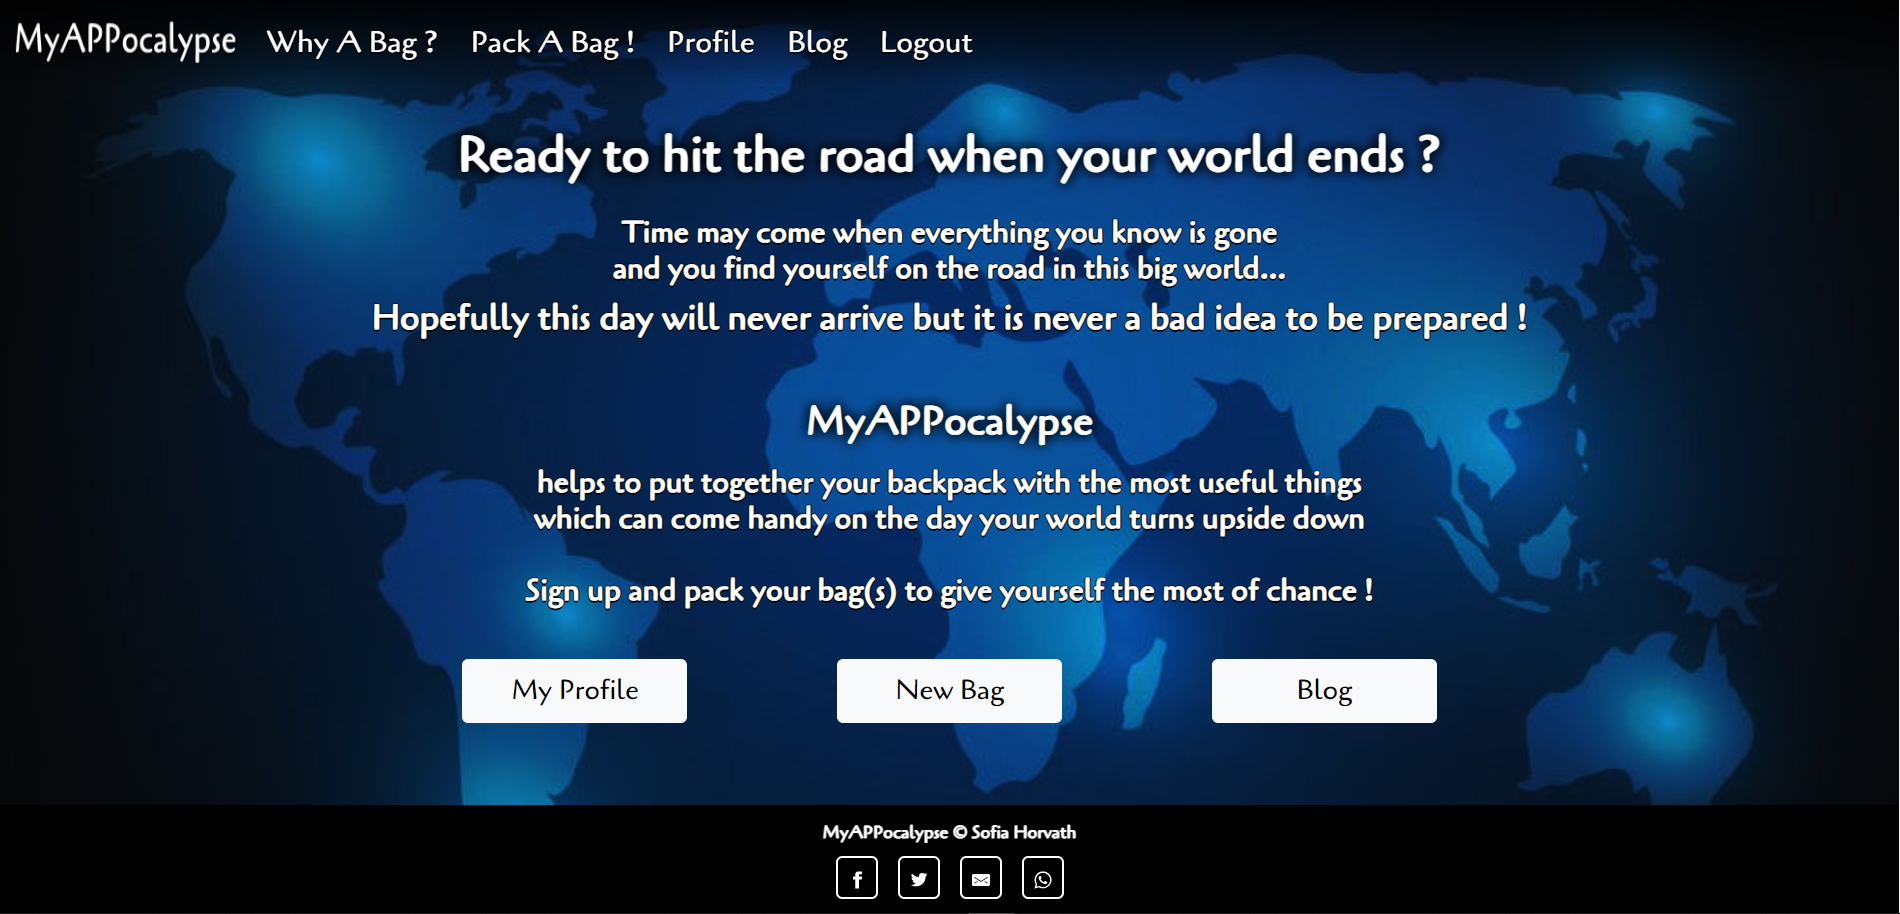 MyAPPocalypse Why A Bag ? Pack A Bag ! Profile Blog Logout
Ready to hit the road when your world ends ?
Time may come when everything you know is gone
and you find yourself on the road in this big world...
Hopefully this day will never arrive but it is never a bad idea to be prepared !
MyAPPocalypse
helps to put together your backpack with the most useful things
which can come handy on the day your world turns upside down
Sign up and pack your bag(s) to give yourself the most of chance !
My Profile New Bag Blog
MyAPPocalypse © Sofia Horvath